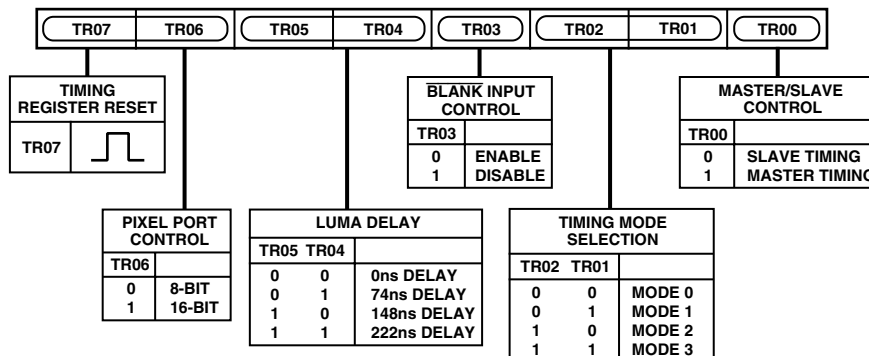 TR07 TR06 TR05 TR04 TR03 TR02 TR01 TR00
TIMING
REGISTER RESET
TR07
BLANK INPUT
CONTROL
TR03
0 ENABLE
1 DISABLE
MASTER/SLAVE
CONTROL
TR00
0 SLAVE TIMING
1 MASTER TIMING
PIXEL PORT
CONTROL
TR06
0 8-BIT
1 16-BIT
LUMA DELAY
TR05 TR04
0 0 0ns DELAY
0 1 74ns DELAY
1 0 148ns DELAY
1 1 222ns DELAY
TIMING MODE
SELECTION
TR02 TR01
0 0 MODE 0
0 1 MODE 1
1 0 MODE 2
1 1 MODE 3